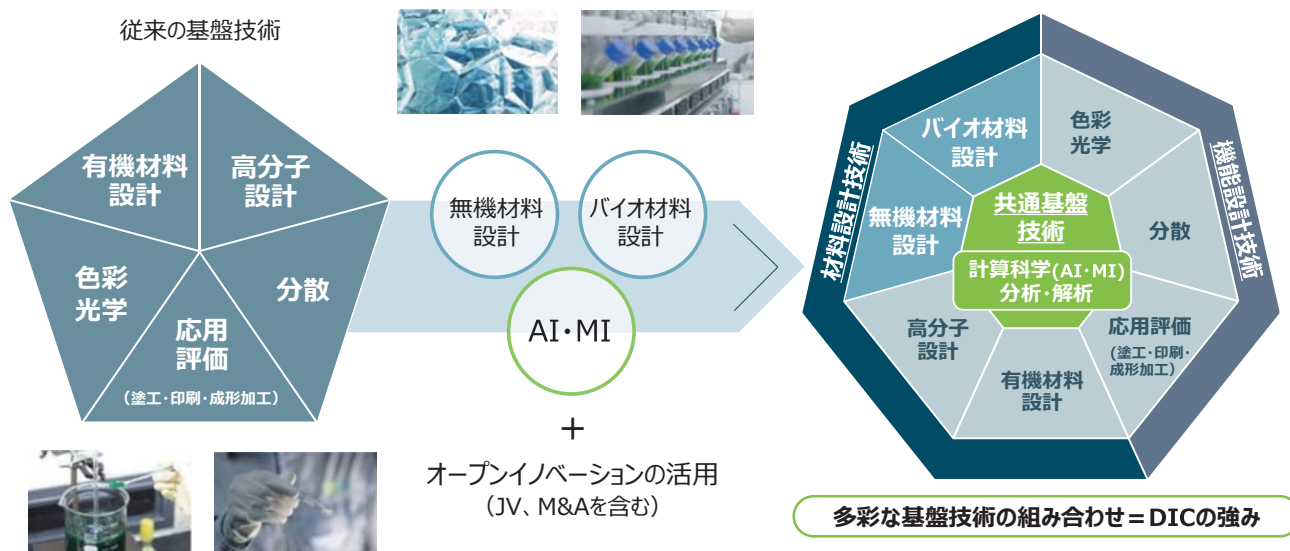 従来の基盤技術
有機材料
設計
高分子
設計
色彩
光学
分散
応用
評価
(塗工・印刷・成形加工)
無機材料
設計
バイオ材料
設計
AI・MI
+
オープンイノベーションの活用
(JV、M&Aを含む)
材料設計技術
機能設計技術
バイオ材料
設計
色彩
光学
無機材料
設計
共通基盤
技術
分散
計算科学(AI・MI)
分析・解析
高分子
設計
応用評価
(塗工・印刷・
成形加工)
有機材料
設計
多彩な基盤技術の組み合わせ=DICの強み